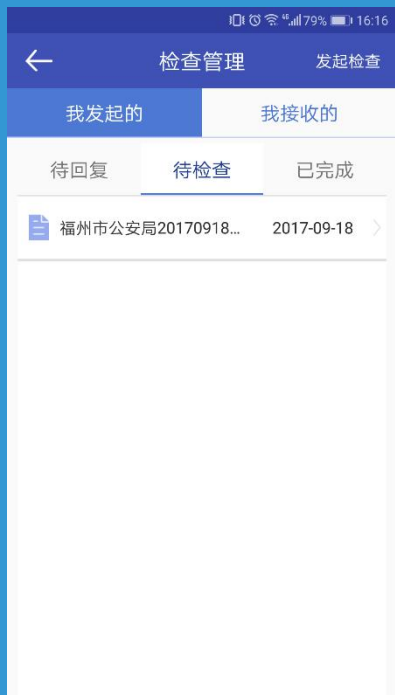 79% 16:16
检查管理 发起检查
我发起的 我接收的
待回复 待检查 已完成
福州市公安局20170918... 2017-09-18